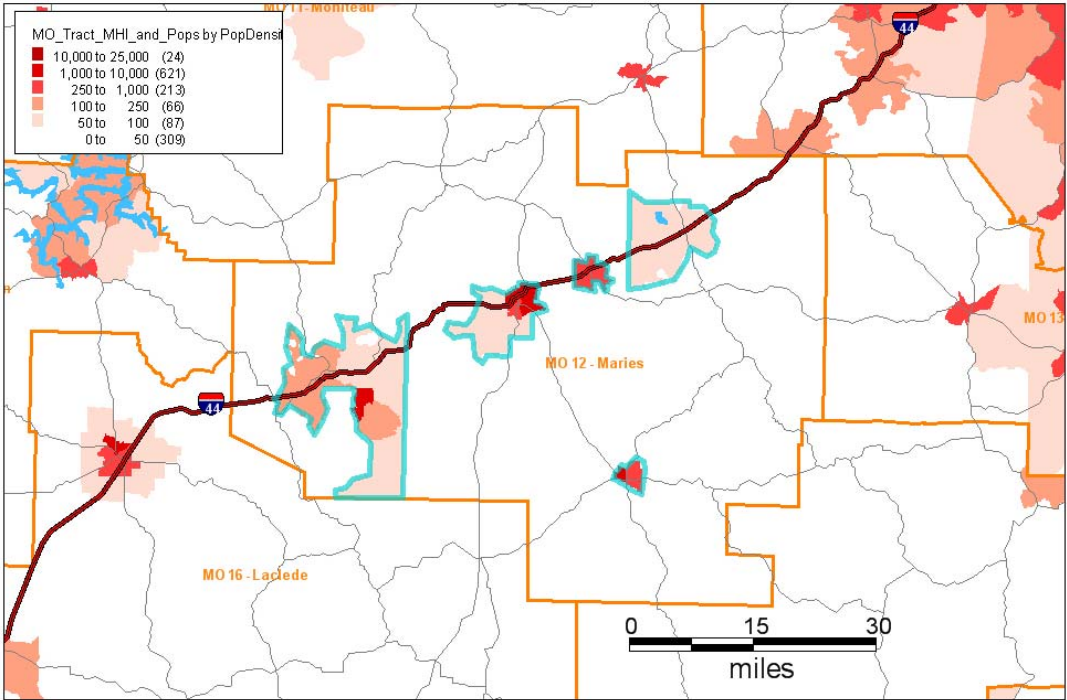 MO 11 - Moniteau
MO_Tract_MHI_and_Pops by PopDensit
10,000 to 25,000 (24)
1,000 to 10,000 (621)
250 to 1,000 (213)
100 to 250 (66)
50 to 100 (87)
0 to 50 (309)
44
n
MO 13
MO 12 - Maries
44
MO 16 - Laclede
0 15 30
miles